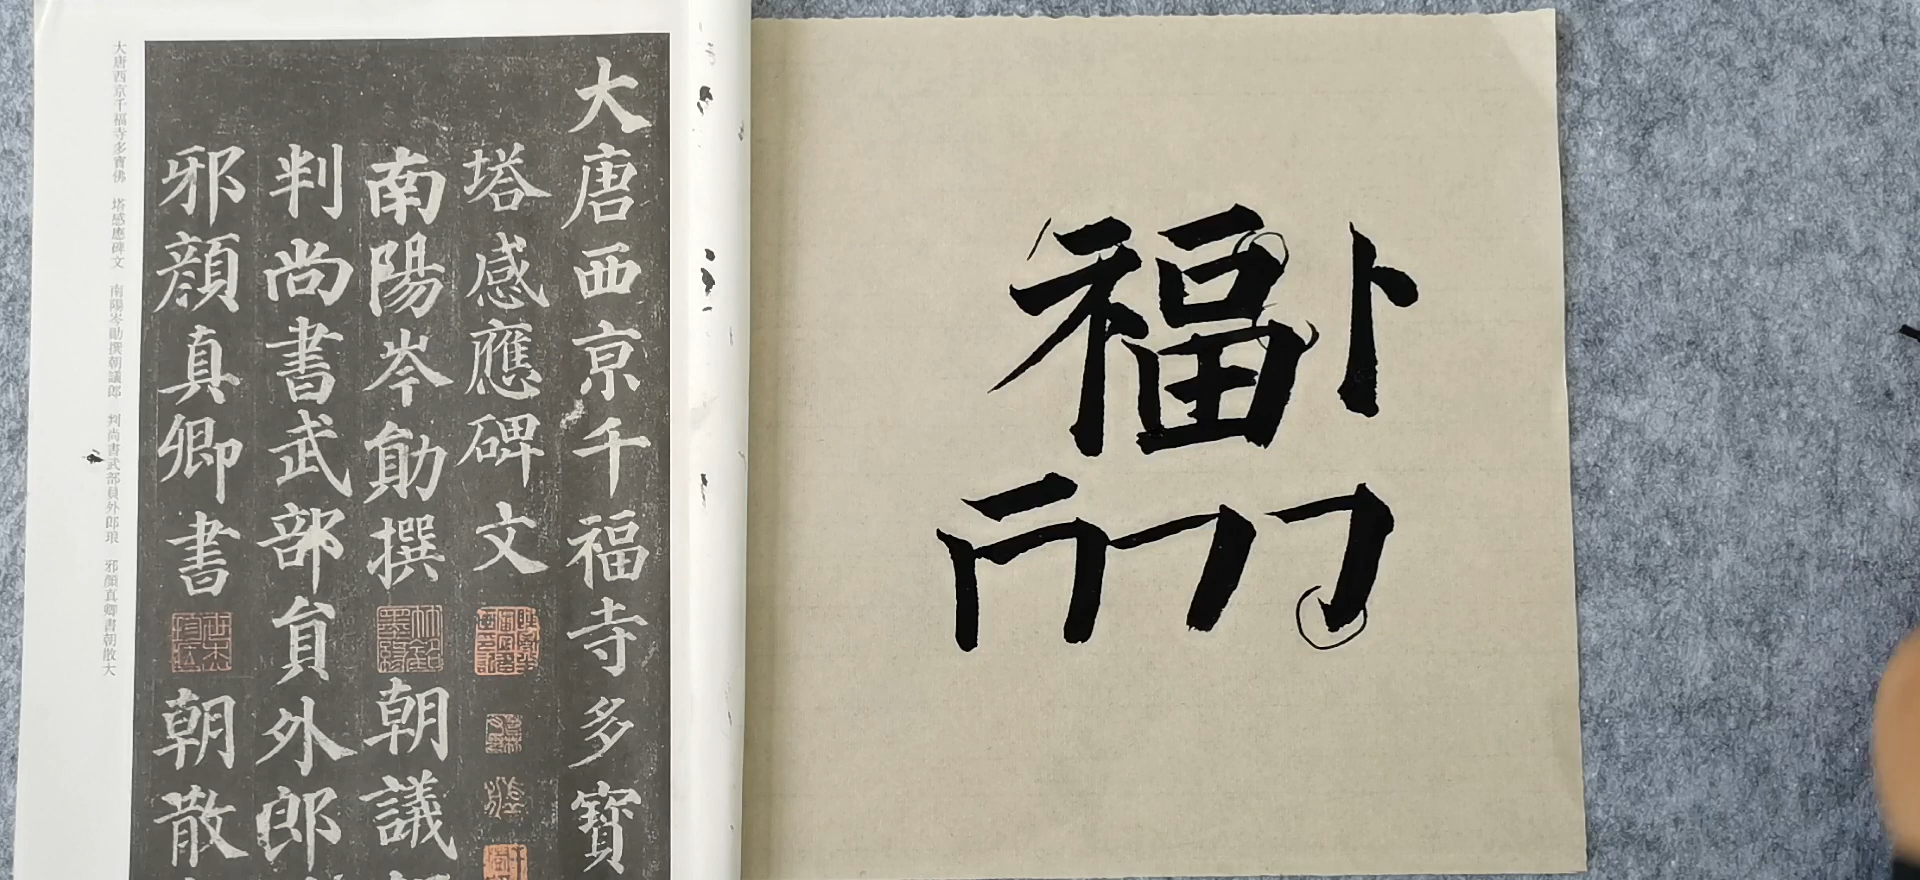 大唐西京千福寺多寶
塔感應碑文
南陽岑勛撰朝議
判尚書武部負外郎
邪顏真卿書朝散
大唐西京千福寺多寶佛 塔感應碑文 南陽岑勛撰朝議郎 判尚書武部員外郎琅 邪顏真卿書朝散大
福
卜